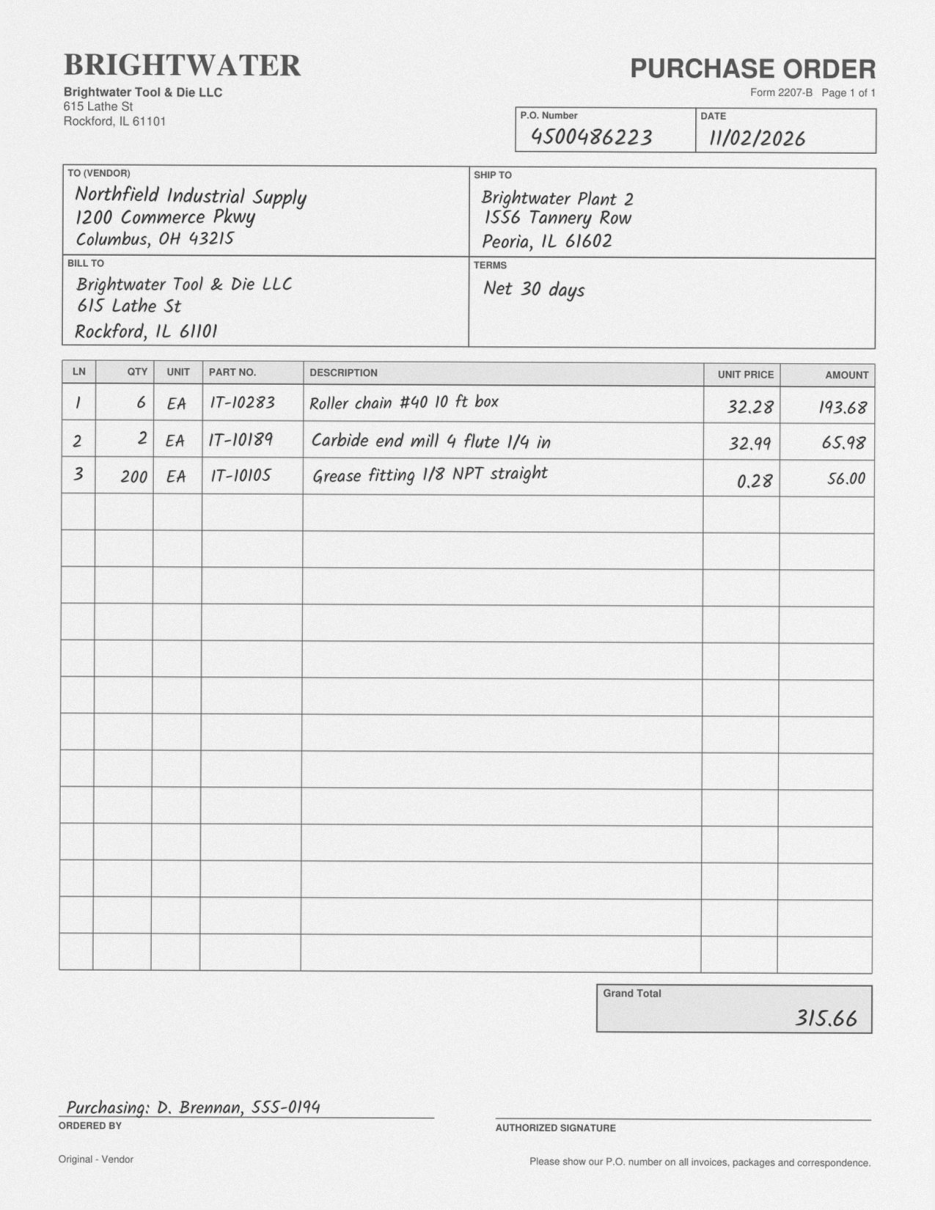 BRIGHTWATER
Brightwater Tool & Die LLC
615 Lathe St
Rockford, IL 61101
PURCHASE ORDER
Form 2207-B Page 1 of 1
P.O. Number
4500486223
DATE
11/02/2026
TO (VENDOR)
Northfield Industrial Supply
1200 Commerce Pkwy
Columbus, OH 43215
SHIP TO
Brightwater Plant 2
1556 Tannery Row
Peoria, IL 61602
BILL TO
Brightwater Tool & Die LLC
615 Lathe St
Rockford, IL 61101
TERMS
Net 30 days
LN QTY UNIT PART NO. DESCRIPTION UNIT PRICE AMOUNT
1 6 EA IT-10283 Roller chain #40 10 ft box 32.28 193.68
2 2 EA IT-10189 Carbide end mill 4 flute 1/4 in 32.99 65.98
3 200 EA IT-10105 Grease fitting 1/8 NPT straight 0.28 56.00
Grand Total
315.66
Purchasing: D. Brennan, 555-0194
ORDERED BY
AUTHORIZED SIGNATURE
Original - Vendor
Please show our P.O. number on all invoices, packages and correspondence.